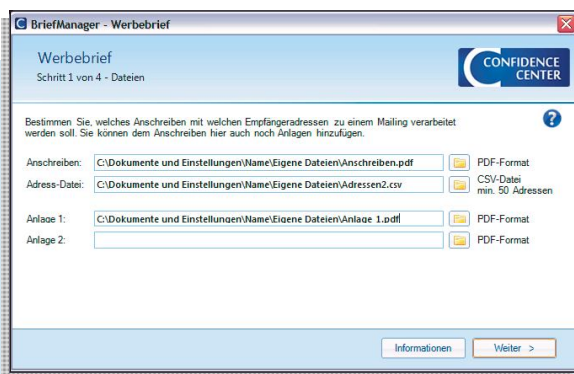 BriefManager - Werbebrief
Werbebrief
Schritt 1 von 4 - Dateien
CONFIDENCE
CENTER
Bestimmen Sie, welches Anschreiben mit welchen Empfängeradressen zu einem Mailing verarbeitet
werden soll. Sie können dem Anschreiben hier auch noch Anlagen hinzufügen.
?
Anschreiben: C:\Dokumente und Einstellungen\Name\Eigene Dateien\Anschreiben.pdf PDF-Format
Adress-Datei: C:\Dokumente und Einstellungen\Name\Eigene Dateien\Adressen2.csv CSV-Datei
min. 50 Adressen
Anlage 1: C:\Dokumente und Einstellungen\Name\Eigene Dateien\Anlage 1.pdf PDF-Format
Anlage 2: PDF-Format
Informationen Weiter >